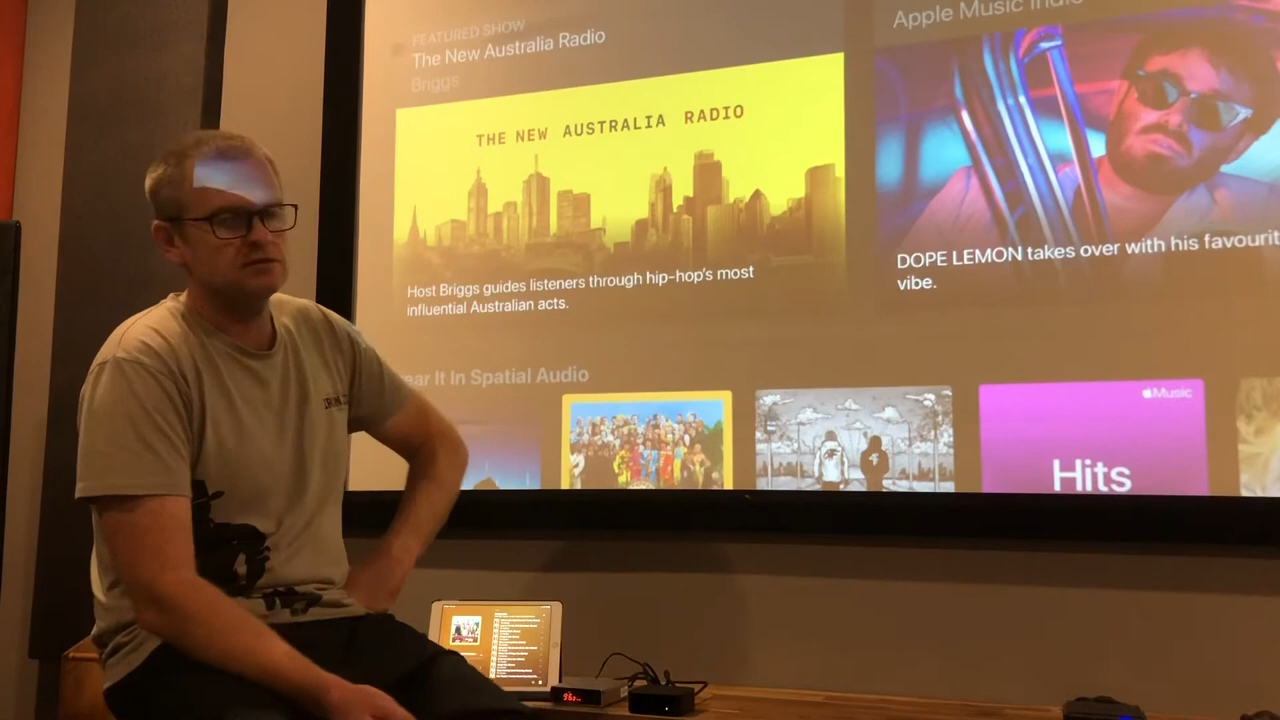 FEATURED SHOW
The New Australia Radio
Briggs
THE NEW AUSTRALIA RADIO
Host Briggs guides listeners through hip-hop's most
influential Australian acts.
Apple Music Indie
DOPE LEMON takes over with his favourit
vibe.
ear It In Spatial Audio
Music
Hits